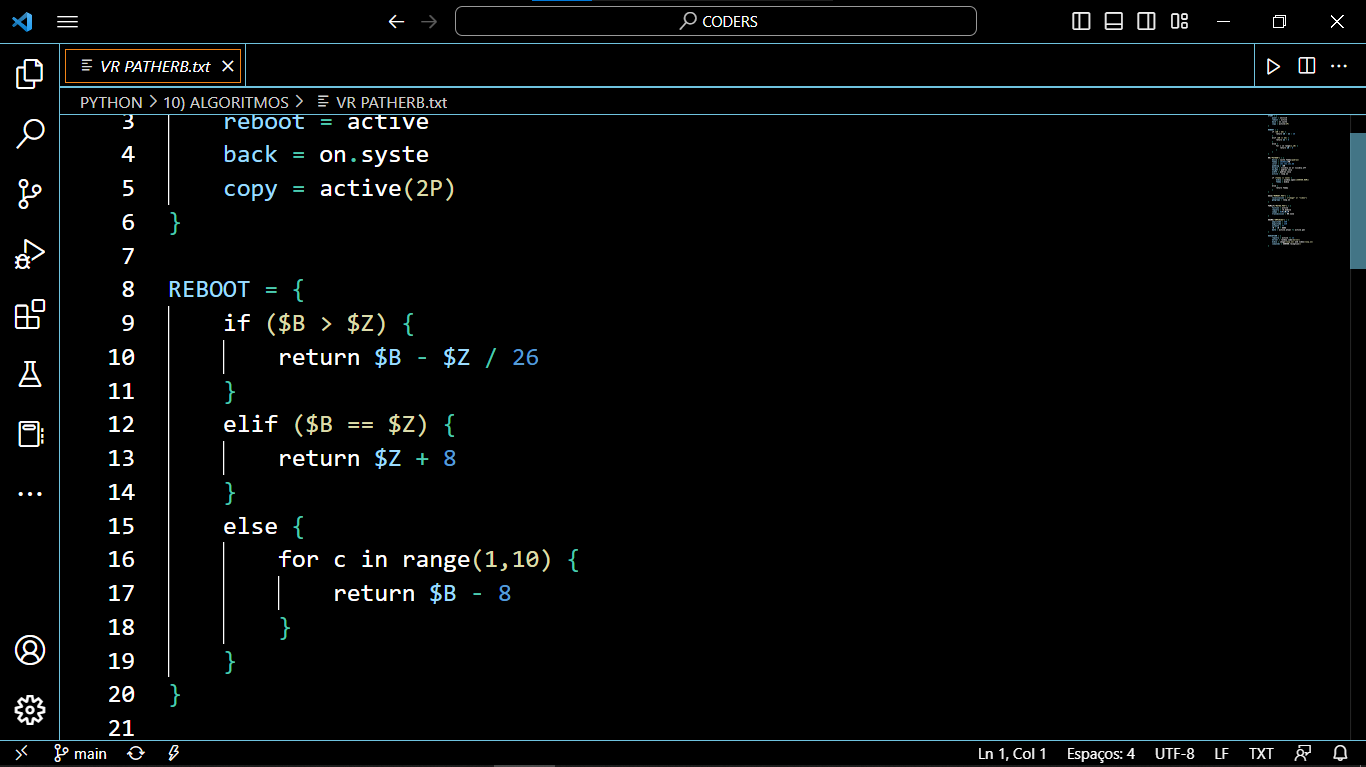 CODERS
VR PATHERB.txt
PYTHON > 10) ALGORITMOS > VR PATHERB.txt
3 reboot = active
4 back = on.syste
5 copy = active(2P)
6 }
7
8 REBOOT = {
9 if ($B > $Z) {
10 return $B - $Z / 26
11 }
12 elif ($B == $Z) {
13 return $Z + 8
14 }
15 else {
16 for c in range(1,10) {
17 return $B - 8
18 }
19 }
20 }
21
main Ln 1, Col 1 Espaços: 4 UTF-8 LF TXT